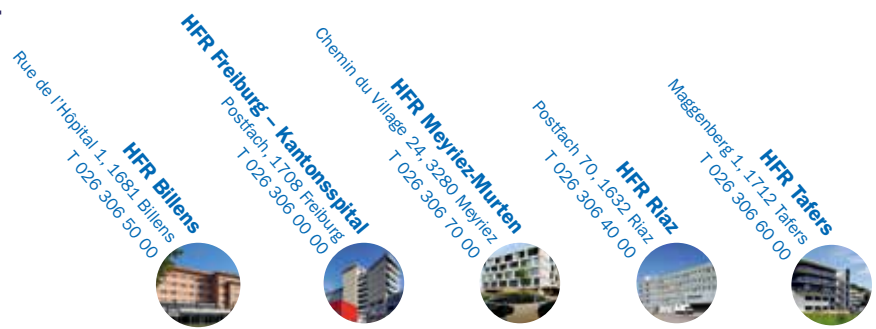 HFR Billens
Rue de l'Hôpital 1, 1681 Billens
T 026 306 50 00
HFR Freiburg – Kantonsspital
Postfach, 1708 Freiburg
T 026 306 00 00
HFR Meyriez-Murten
Chemin du Village 24, 3280 Meyriez
T 026 306 70 00
HFR Riaz
Postfach 70, 1632 Riaz
T 026 306 40 00
HFR Tafers
Maggenberg 1, 1712 Tafers
T 026 306 60 00